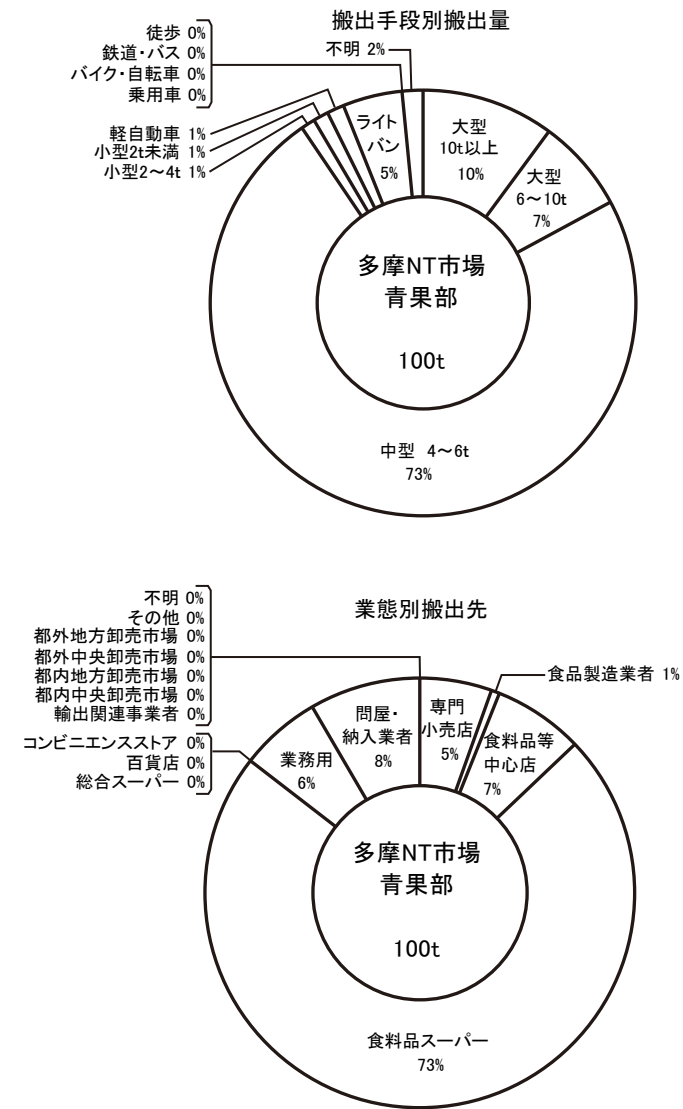 搬出手段別搬出量
徒歩 0%
鉄道・バス 0%
バイク・自転車 0%
乗用車 0%
不明 2%
軽自動車 1%
小型2t未満 1%
小型2～4t 1%
ライト
バン
5%
大型
10t以上
10%
大型
6～10t
7%
多摩NT市場
青果部
100t
中型 4～6t
73%
業態別搬出先
不明 0%
その他 0%
都外地方卸売市場 0%
都外中央卸売市場 0%
都内地方卸売市場 0%
都内中央卸売市場 0%
輸出関連事業者 0%
コンビニエンスストア 0%
百貨店 0%
総合スーパー 0%
業務用
6%
問屋・
納入業者
8%
専門
小売店
5%
食品製造業者 1%
食料品等
中心店
7%
多摩NT市場
青果部
100t
食料品スーパー
73%